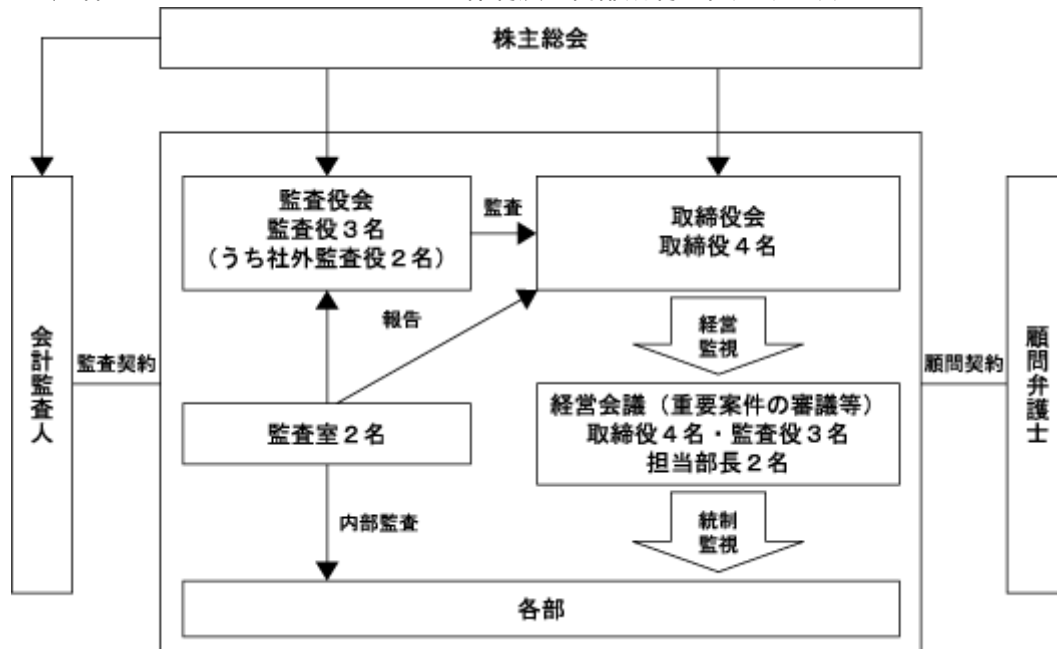 株主総会
監査役会
監査役３名
（うち社外監査役２名）
監査
取締役会
取締役４名
報告
経営
監視
会計監査人
監査契約
顧問契約
顧問弁護士
監査室２名
経営会議（重要案件の審議等）
取締役４名・監査役３名
担当部長２名
内部監査
統制
監視
各部